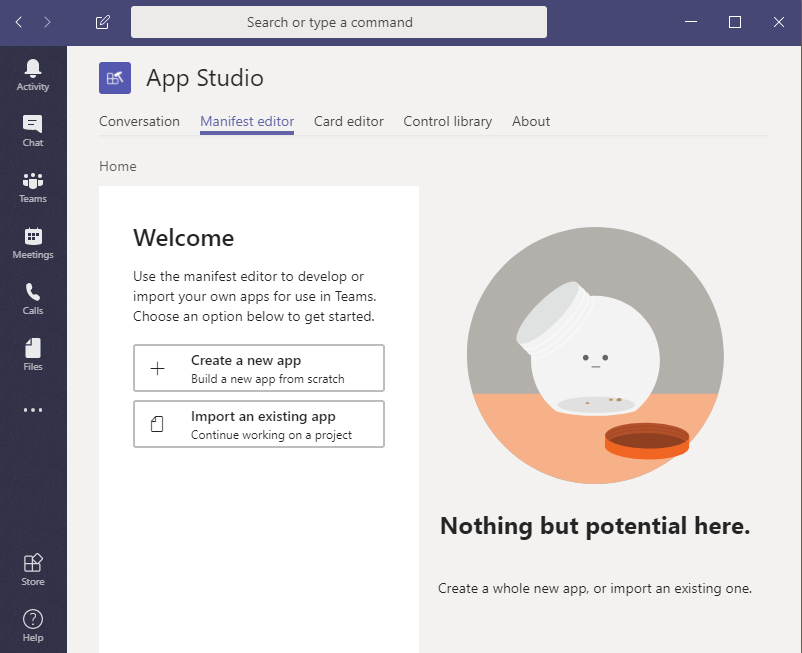 Search or type a command
Activity
Chat
Teams
Meetings
Calls
Files
Store
Help
App Studio
Conversation Manifest editor Card editor Control library About
Home
Welcome
Use the manifest editor to develop or
import your own apps for use in Teams.
Choose an option below to get started.
Create a new app
Build a new app from scratch
Import an existing app
Continue working on a project
Nothing but potential here.
Create a whole new app, or import an existing one.